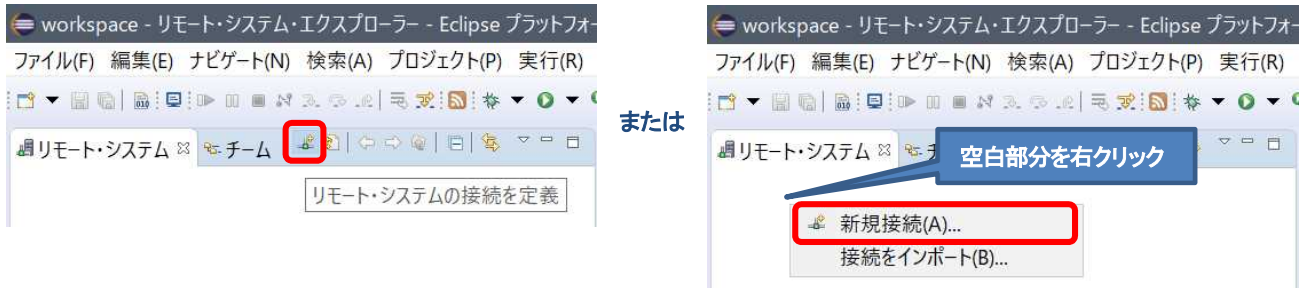 workspace - リモート・システム・エクスプローラー - Eclipse プラットフォー
ファイル(F) 編集(E) ナビゲート(N) 検索(A) プロジェクト(P) 実行(R)
リモート・システム チーム
リモート・システムの接続を定義
または
workspace - リモート・システム・エクスプローラー - Eclipse プラットフォー
ファイル(F) 編集(E) ナビゲート(N) 検索(A) プロジェクト(P) 実行(R)
リモート・システム
空白部分を右クリック
新規接続(A)...
接続をインポート(B)...